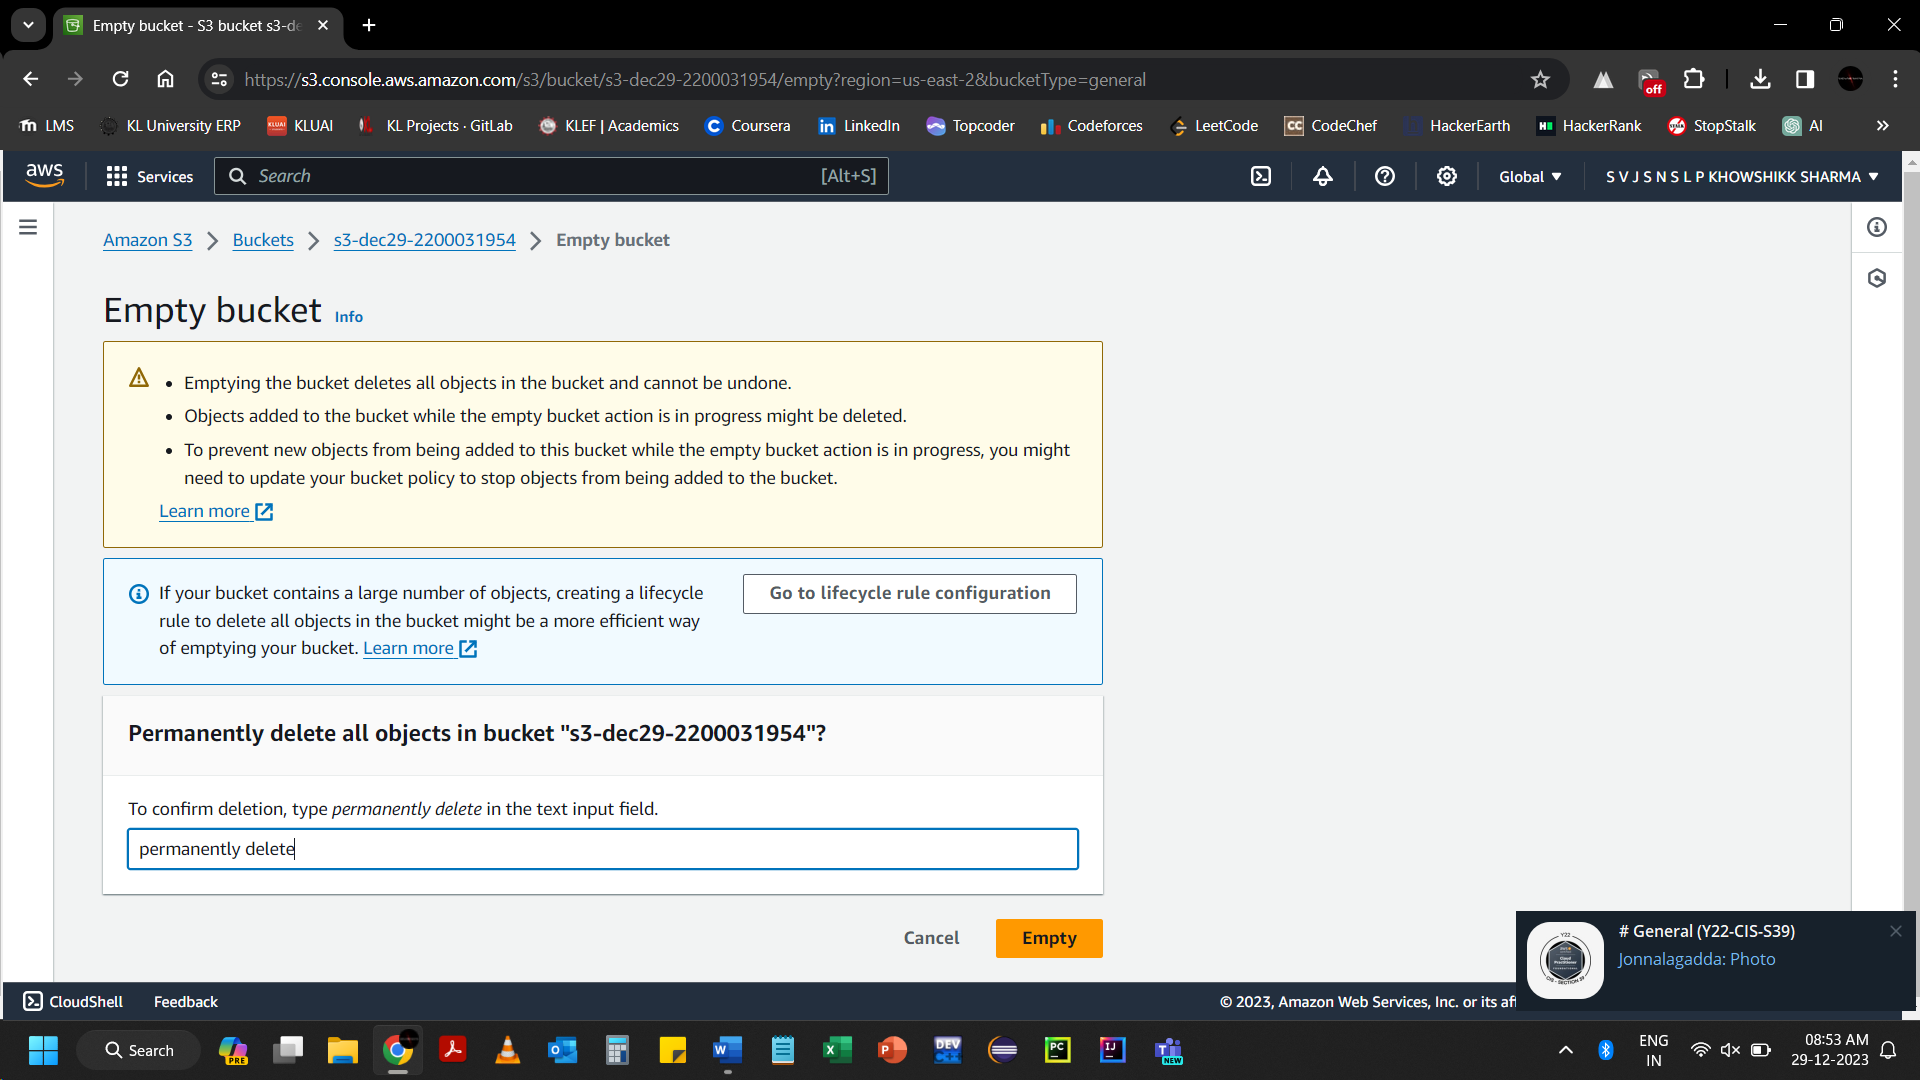 Empty bucket - S3 bucket s3-de
https://s3.console.aws.amazon.com/s3/bucket/s3-dec29-2200031954/empty?region=us-east-2&bucketType=general
off
LMS KL University ERP KLUAI KL Projects · GitLab KLEF | Academics Coursera LinkedIn Topcoder Codeforces LeetCode CodeChef HackerEarth HackerRank StopStalk AI
aws Services Search [Alt+S] Global S V J S N S L P KHOWSHIKK SHARMA
Amazon S3 Buckets s3-dec29-2200031954 Empty bucket
Empty bucket Info
Emptying the bucket deletes all objects in the bucket and cannot be undone.
Objects added to the bucket while the empty bucket action is in progress might be deleted.
To prevent new objects from being added to this bucket while the empty bucket action is in progress, you might
need to update your bucket policy to stop objects from being added to the bucket.
Learn more
If your bucket contains a large number of objects, creating a lifecycle
rule to delete all objects in the bucket might be a more efficient way
of emptying your bucket. Learn more
Go to lifecycle rule configuration
Permanently delete all objects in bucket "s3-dec29-2200031954"?
To confirm deletion, type permanently delete in the text input field.
permanently delete
Cancel Empty
# General (Y22-CIS-S39)
Jonnalagadda: Photo
CloudShell Feedback © 2023, Amazon Web Services, Inc. or its af
Search
ENG
IN
08:53 AM
29-12-2023